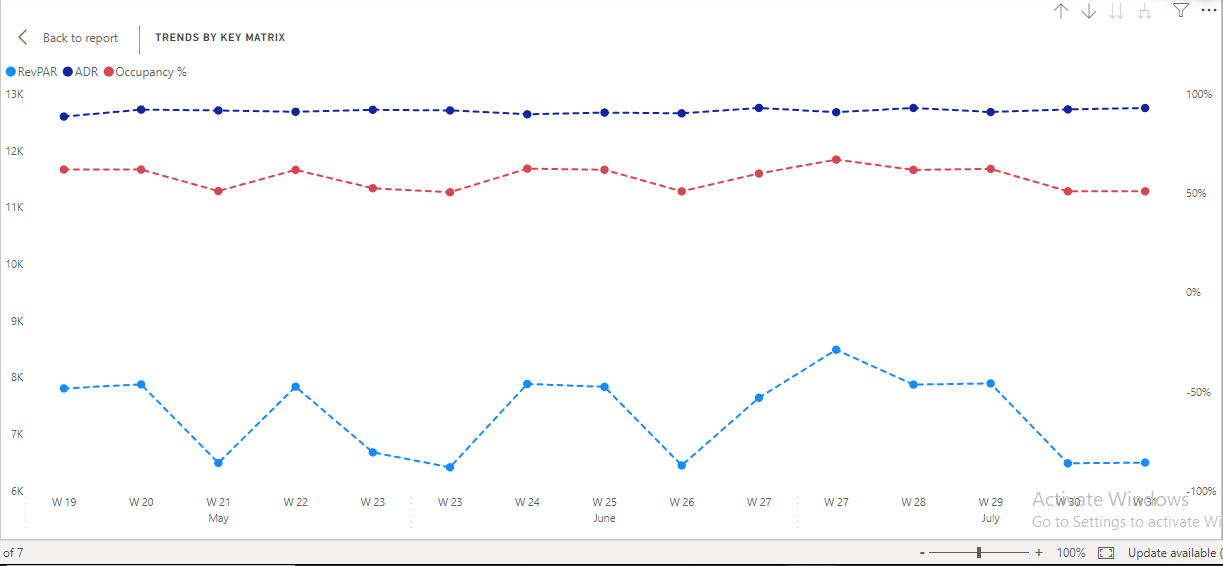 Back to report
TRENDS BY KEY MATRIX
RevPAR ADR Occupancy %
13K
12K
11K
10K
9K
8K
7K
6K
100%
50%
0%
-50%
-100%
W 19 W 20 W 21 W 22 W 23 W 23 W 24 W 25 W 26 W 27 W 27 W 28 W 29 W 30 W 31
May June July
Activate Windows
Go to Settings to activate Wi
of 7
- + 100% Update available (